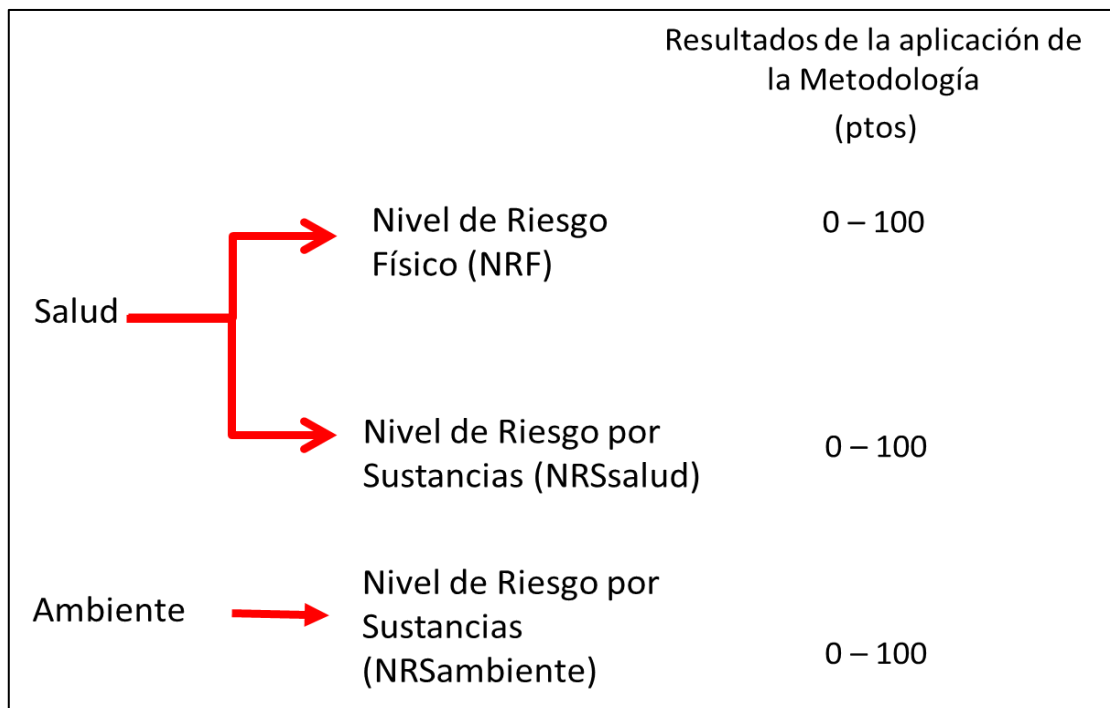 Resultados de la aplicación de
la Metodología
(ptos)
Nivel de Riesgo
Físico (NRF)
0 – 100
Salud
Nivel de Riesgo por
Sustancias (NRSsalud)
0 – 100
Ambiente
Nivel de Riesgo por
Sustancias
(NRSambiente)
0 – 100